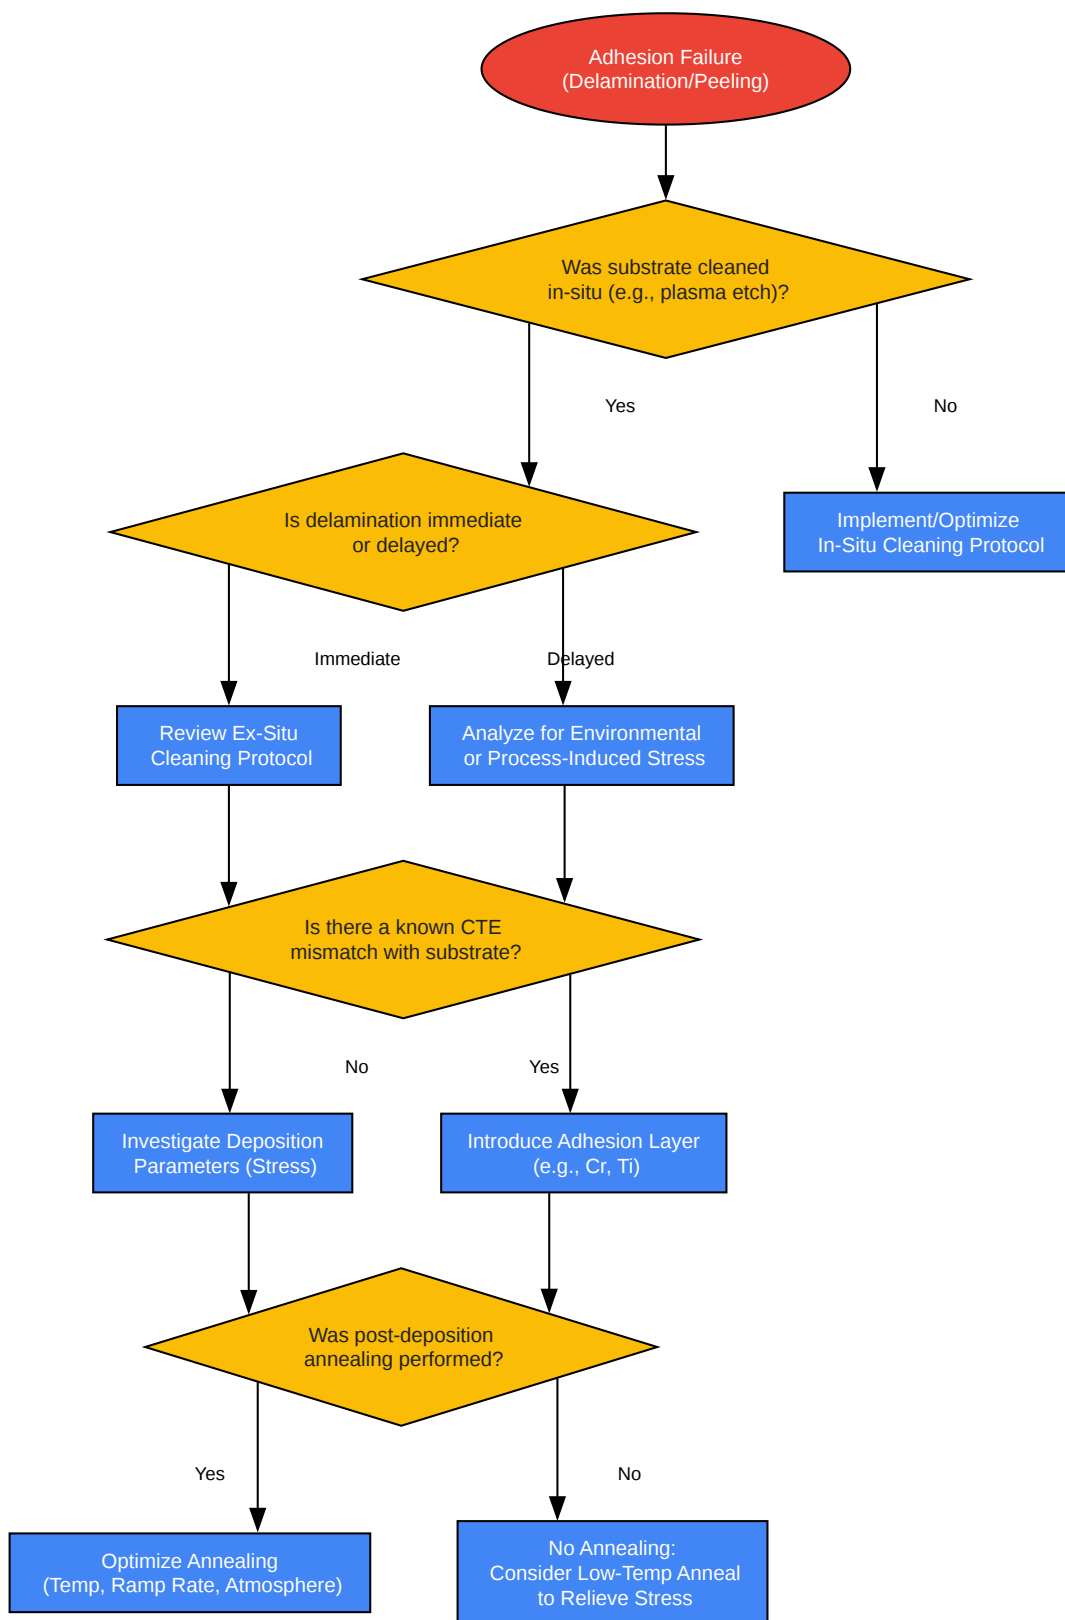 Adhesion Failure
(Delamination/Peeling)
Was substrate cleaned
in-situ (e.g., plasma etch)?
Yes
No
Is delamination immediate
or delayed?
Implement/Optimize
In-Situ Cleaning Protocol
Immediate
Delayed
Review Ex-Situ
Cleaning Protocol
Analyze for Environmental
or Process-Induced Stress
Is there a known CTE
mismatch with substrate?
No
Yes
Investigate Deposition
Parameters (Stress)
Introduce Adhesion Layer
(e.g., Cr, Ti)
Was post-deposition
annealing performed?
Yes
No
Optimize Annealing
(Temp, Ramp Rate, Atmosphere)
No Annealing:
Consider Low-Temp Anneal
to Relieve Stress